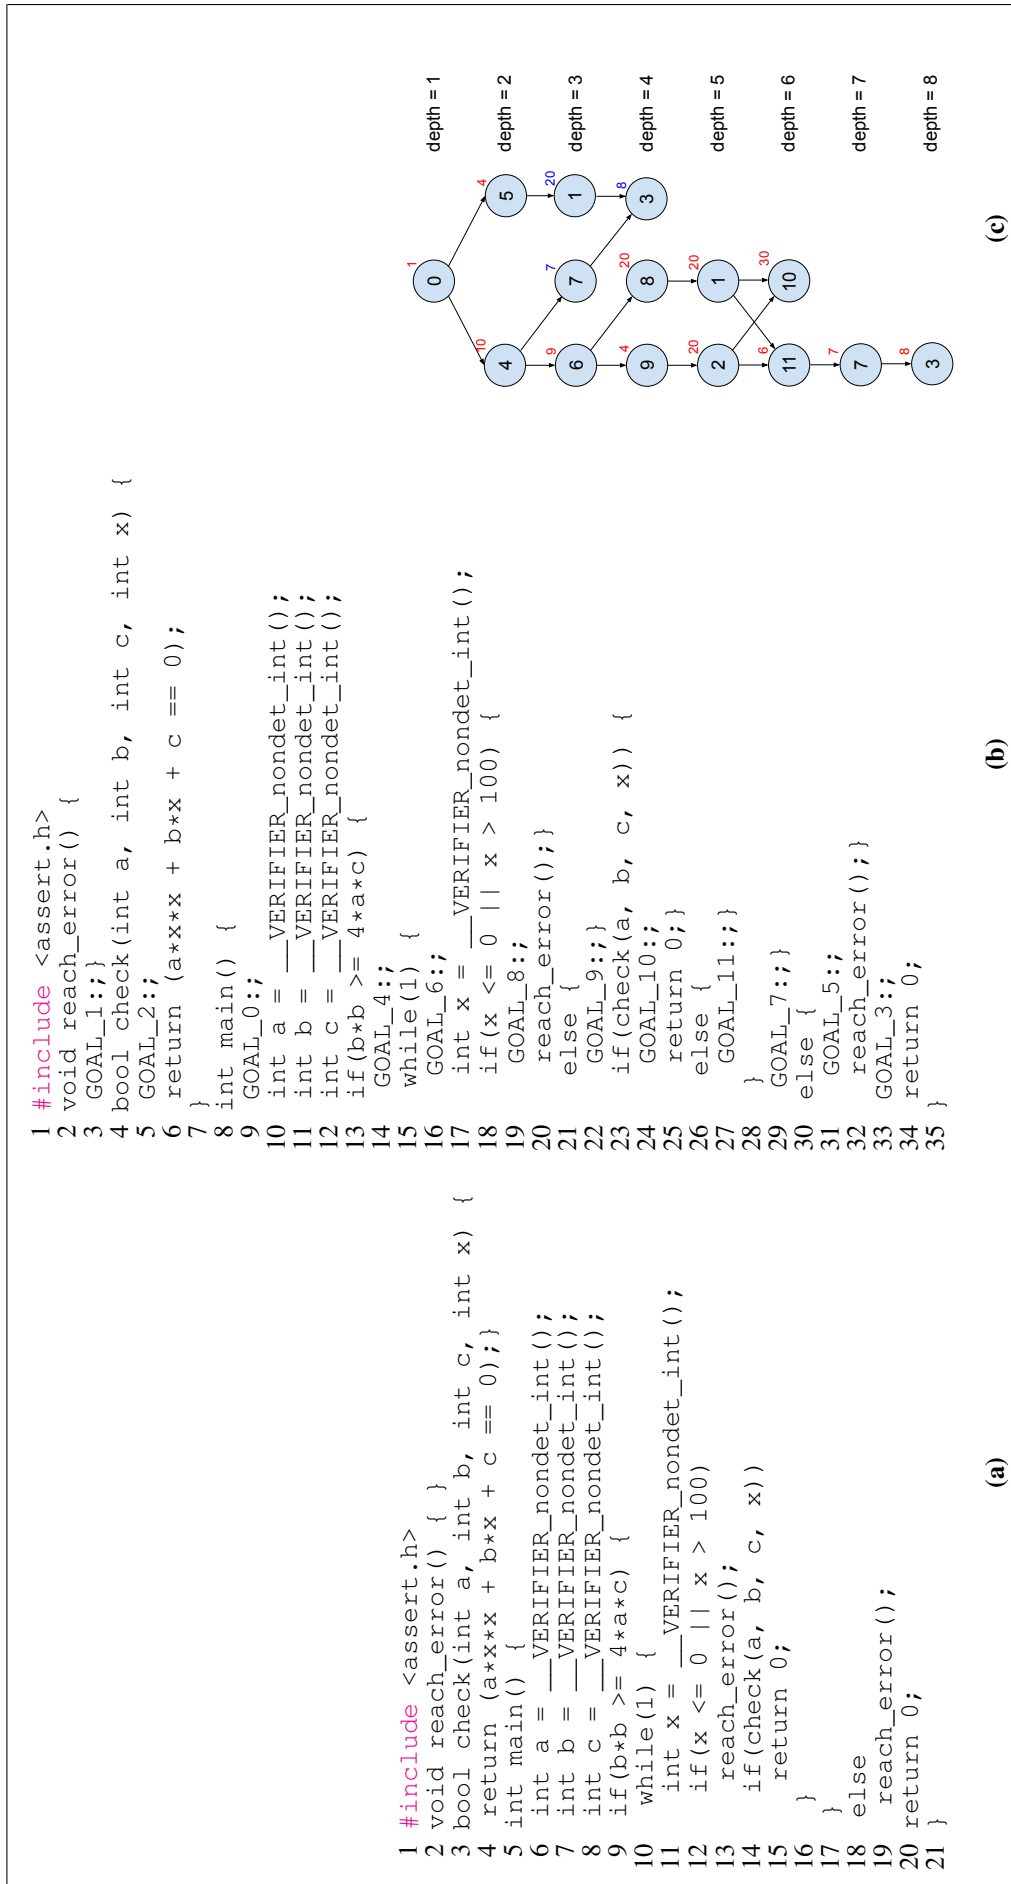 1 #include <assert.h>
2 void reach_error() { }
3 bool check(int a, int b, int c, int x) {
4 return (a*x*x + b*x + c == 0);}
5 int main() {
6 int a = __VERIFIER_nondet_int();
7 int b = __VERIFIER_nondet_int();
8 int c = __VERIFIER_nondet_int();
9 if(b*b >= 4*a*c) {
10 while(1) {
11 int x = __VERIFIER_nondet_int();
12 if(x <= 0 || x > 100)
13 reach_error();
14 if(check(a, b, c, x))
15 return 0;
16 }
17 }
18 else
19 reach_error();
20 return 0;
21 }
(a)
1 #include <assert.h>
2 void reach_error() {
3 GOAL_1:;}
4 bool check(int a, int b, int c, int x) {
5 GOAL_2:;
6 return (a*x*x + b*x + c == 0);
7 }
8 int main() {
9 GOAL_0:;
10 int a = __VERIFIER_nondet_int();
11 int b = __VERIFIER_nondet_int();
12 int c = __VERIFIER_nondet_int();
13 if(b*b >= 4*a*c) {
14 GOAL_4:;
15 while(1) {
16 GOAL_6:;
17 int x = __VERIFIER_nondet_int();
18 if(x <= 0 || x > 100) {
19 GOAL_8:;
20 reach_error();}
21 else {
22 GOAL_9:;}
23 if(check(a, b, c, x)) {
24 GOAL_10:;
25 return 0;}
26 else {
27 GOAL_11:;}
28 }
29 GOAL_7:;}
30 else {
31 GOAL_5:;
32 reach_error();}
33 GOAL_3:;
34 return 0;
35 }
(b)
1
0 depth = 1
10 4
4 5 depth = 2
9 7 20
6 7 1 depth = 3
4 20 8
9 8 3 depth = 4
20 20
2 1 depth = 5
6 30
11 10 depth = 6
7
7 depth = 7
8
3 depth = 8
(c)